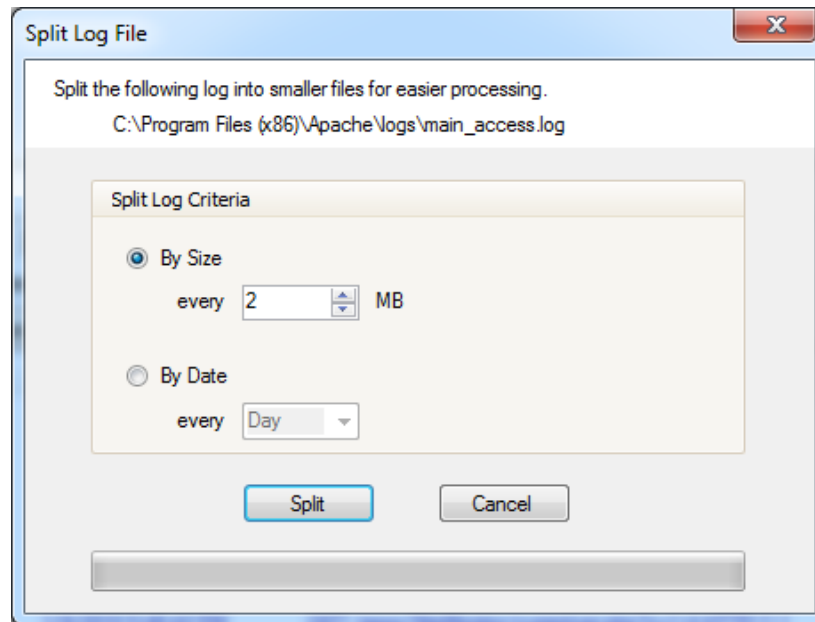 Split Log File
Split the following log into smaller files for easier processing.
C:\Program Files (x86)\Apache\logs\main_access.log
Split Log Criteria
By Size
every 2 MB
By Date
every Day
Split Cancel